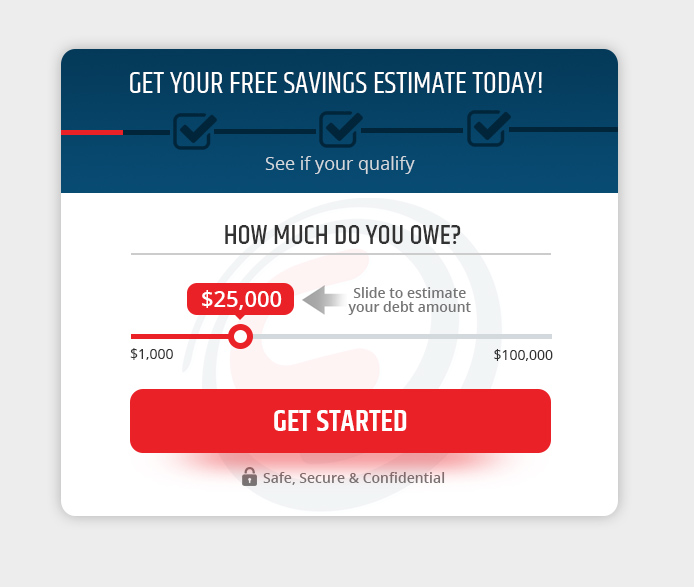 GET YOUR FREE SAVINGS ESTIMATE TODAY!
See if your qualify
HOW MUCH DO YOU OWE?
$25,000
Slide to estimate
your debt amount
$1,000
$100,000
GET STARTED
Safe, Secure & Confidential